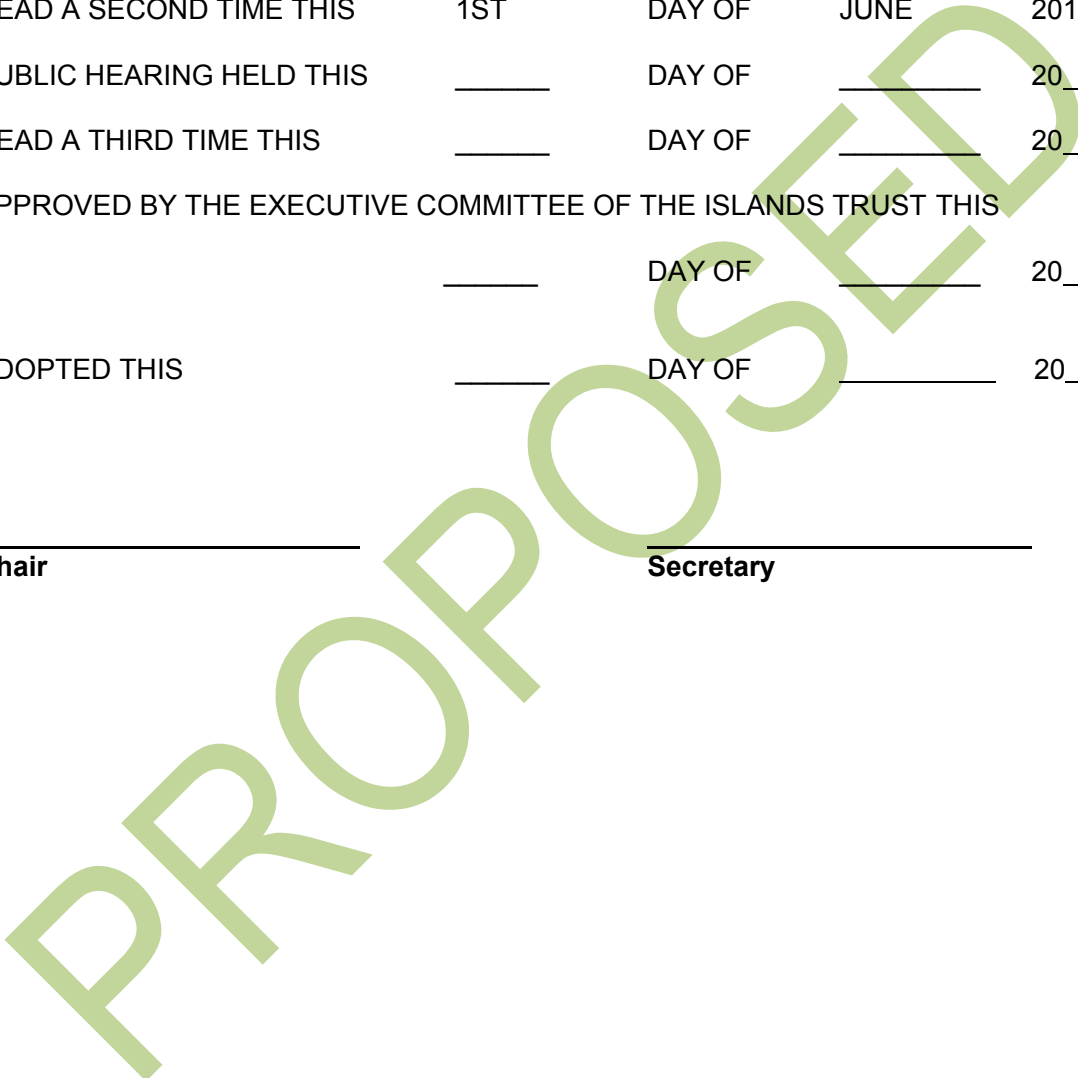 EAD A SECOND TIME THIS 1ST DAY OF JUNE 201
UBLIC HEARING HELD THIS ______ DAY OF _________ 20_
EAD A THIRD TIME THIS ______ DAY OF _________ 20_
PPROVED BY THE EXECUTIVE COMMITTEE OF THE ISLANDS TRUST THIS
______ DAY OF _________ 20_
DOPTED THIS ______ DAY OF __________ 20_
hair Secretary
PROPOSED